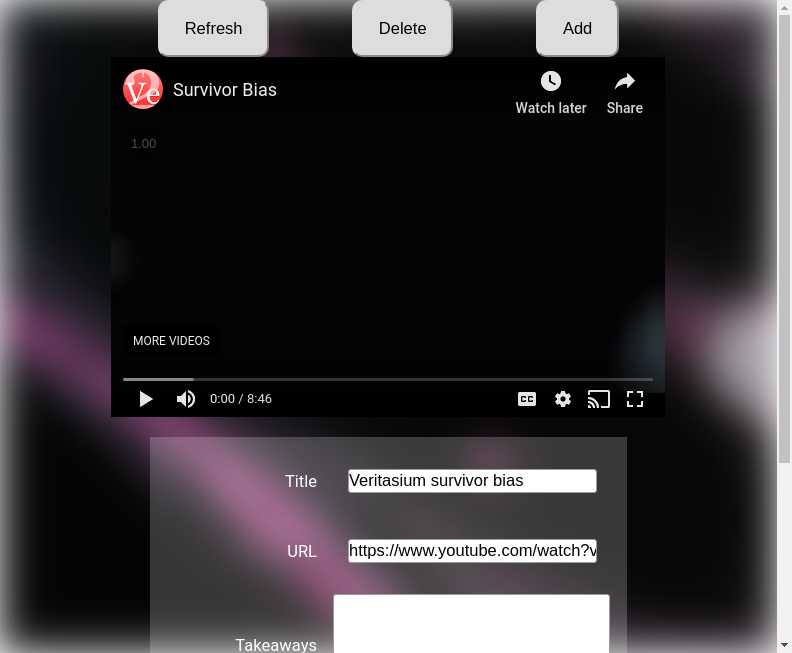 Refresh
Delete
Add
Ve
Survivor Bias
Watch later
Share
1.00
MORE VIDEOS
0:00 / 8:46
CC
Title
Veritasium survivor bias
URL
https://www.youtube.com/watch?v
Takeaways